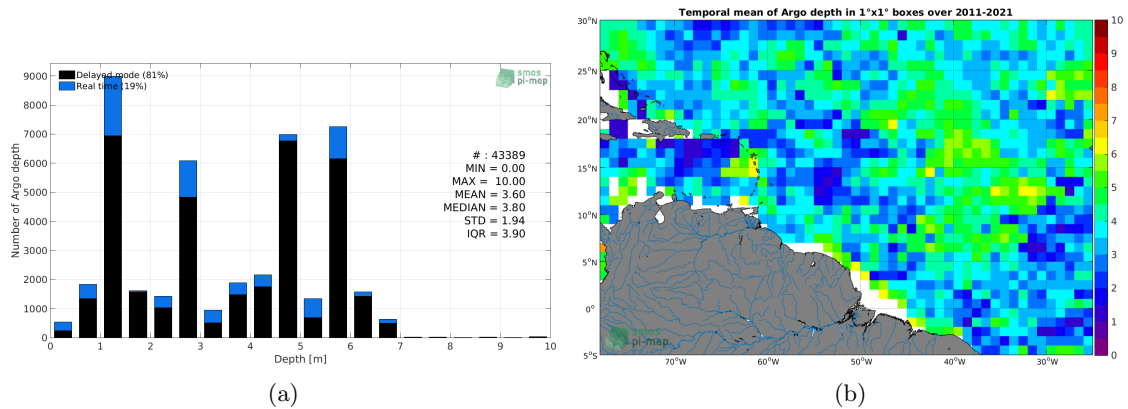 Temporal mean of Argo depth in 1°x1° boxes over 2011-2021
Delayed mode (81%)
Real time (19%)
smos
pi-mep
9000
8000
7000
6000
5000
4000
3000
2000
1000
0
Number of Argo depth
# : 43389
MIN = 0.00
MAX = 10.00
MEAN = 3.60
MEDIAN = 3.80
STD = 1.94
IQR = 3.90
0 1 2 3 4 5 6 7 8 9 10
Depth [m]
(a)
30°N
25°N
20°N
15°N
10°N
5°N
0°
5°S
70°W 60°W 50°W 40°W 30°W
smos
pi-mep
10
9
8
7
6
5
4
3
2
1
0
(b)